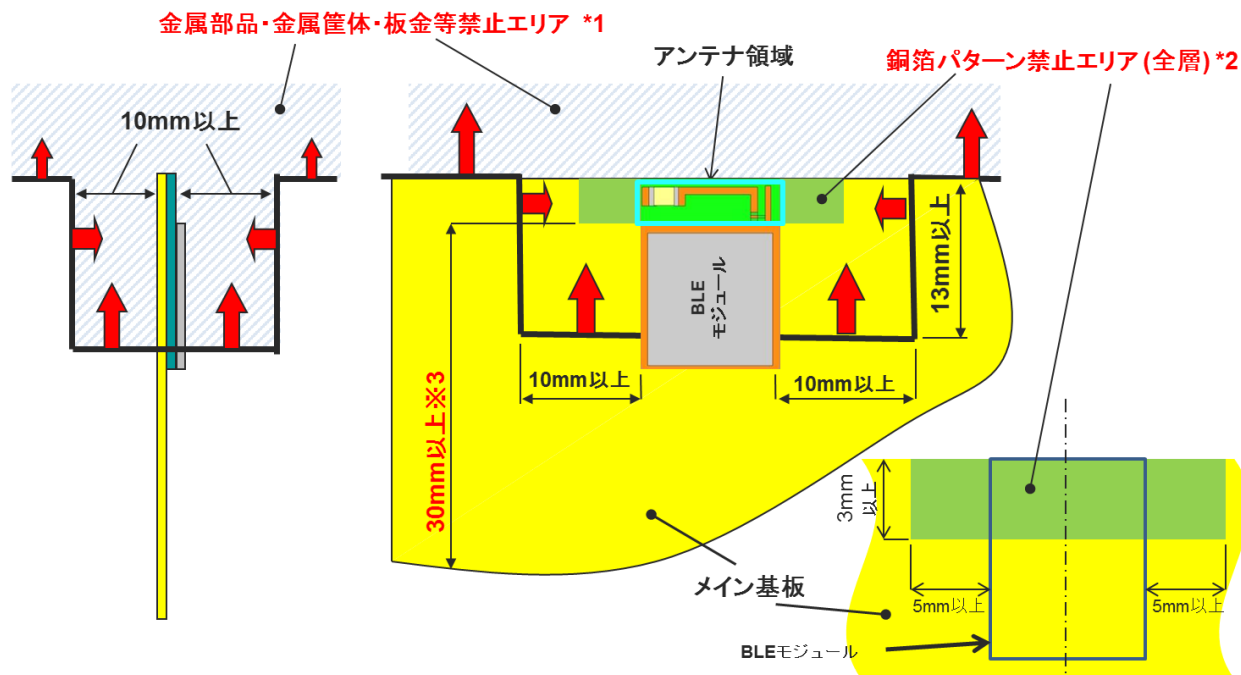 金属部品・金属筐体・板金等禁止エリア *1
アンテナ領域
銅箔パターン禁止エリア(全層)*2
10mm以上
13mm以上
BLE
モジュール
10mm以上
10mm以上
30mm以上※3
3mm
以上
メイン基板
5mm以上
5mm以上
BLEモジュール